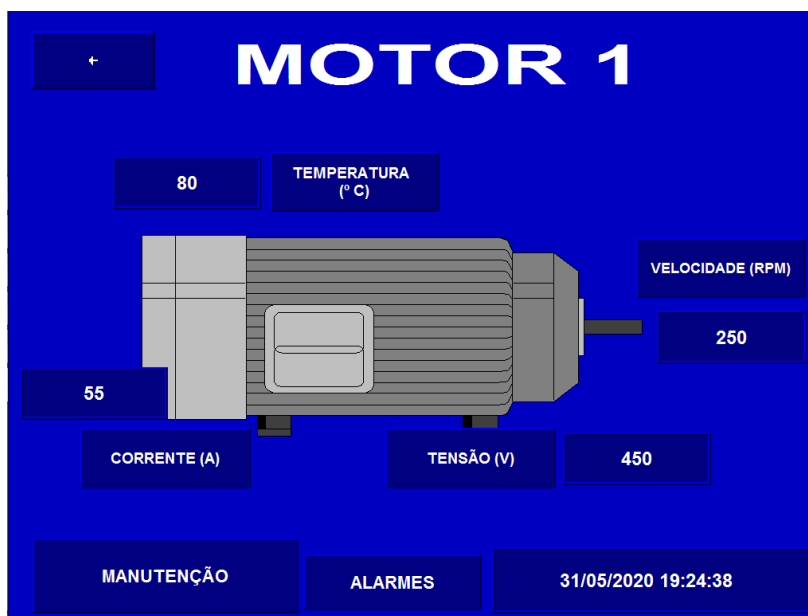 ←
MOTOR 1
80
TEMPERATURA
(º C)
VELOCIDADE (RPM)
250
55
CORRENTE (A)
TENSÃO (V)
450
MANUTENÇÃO
ALARMES
31/05/2020 19:24:38